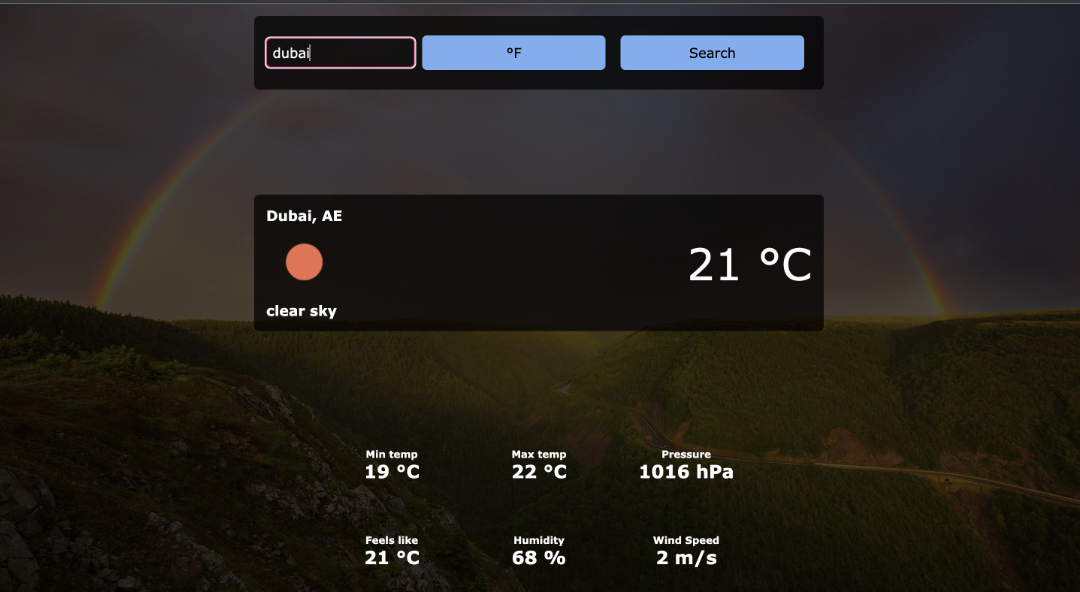 dubai
°F
Search
Dubai, AE
21 °C
clear sky
Min temp
19 °C
Max temp
22 °C
Pressure
1016 hPa
Feels like
21 °C
Humidity
68 %
Wind Speed
2 m/s